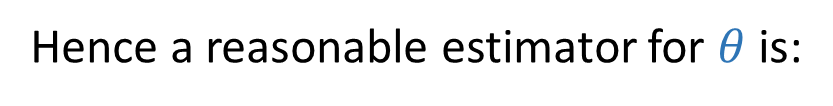 Hence a reasonable estimator for θ is: